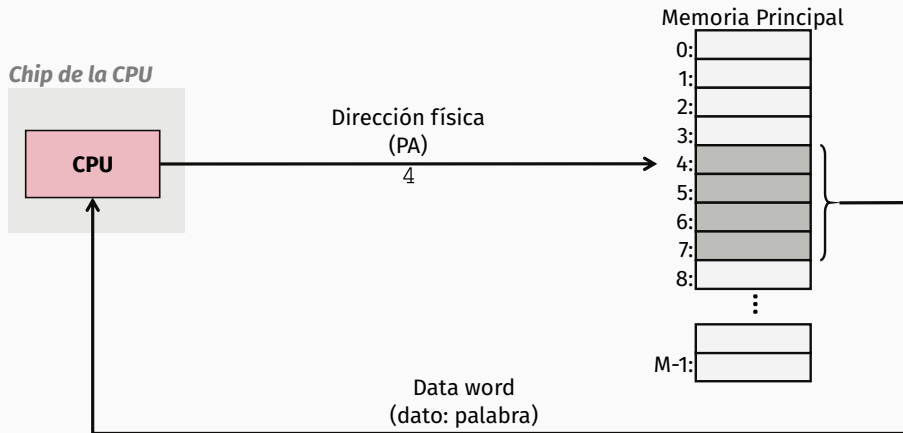 Memoria Principal
0:
1:
2:
3:
4:
5:
6:
7:
8:
M-1:
Chip de la CPU
CPU
Dirección física
(PA)
4
Data word
(dato: palabra)